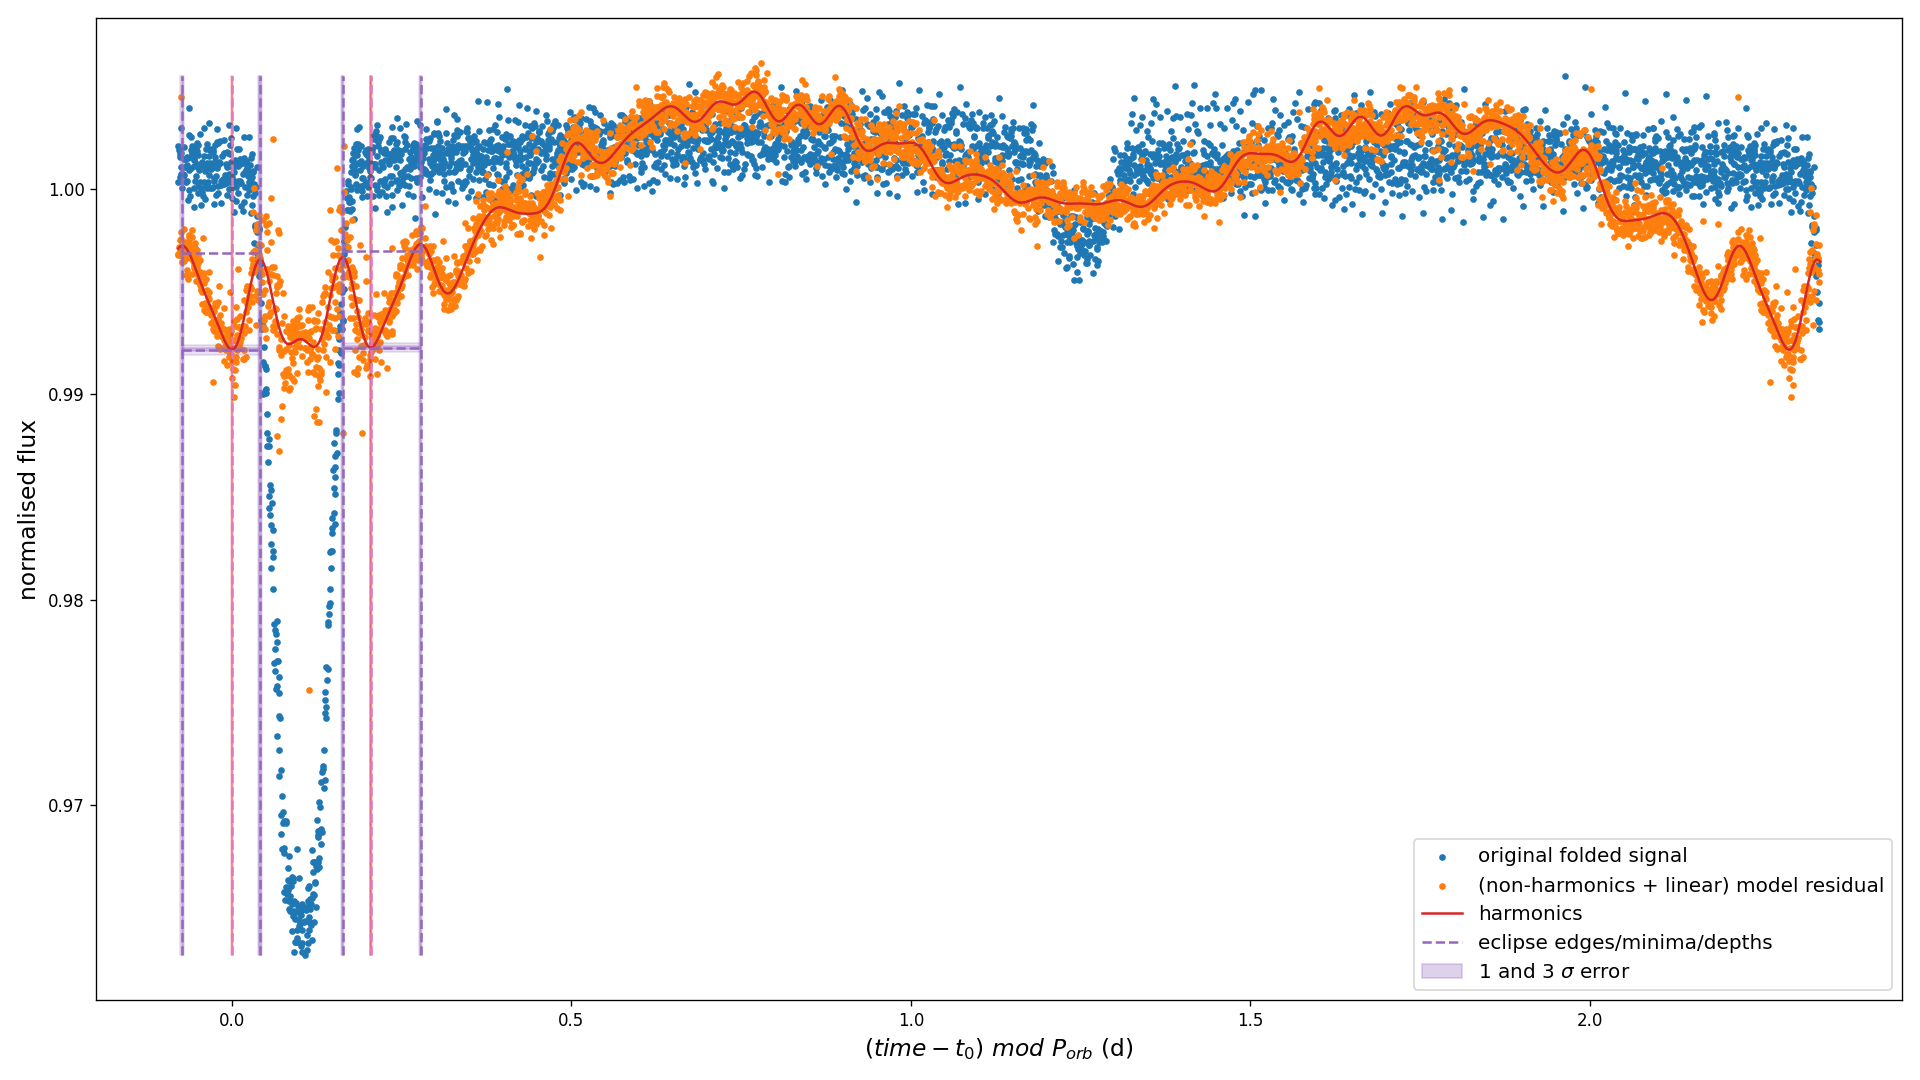 normalised flux
1.00
0.99
0.98
0.97
0.0
0.5
1.0
1.5
2.0
(time − t₀) mod P_orb (d)
original folded signal
(non-harmonics + linear) model residual
harmonics
eclipse edges/minima/depths
1 and 3 σ error